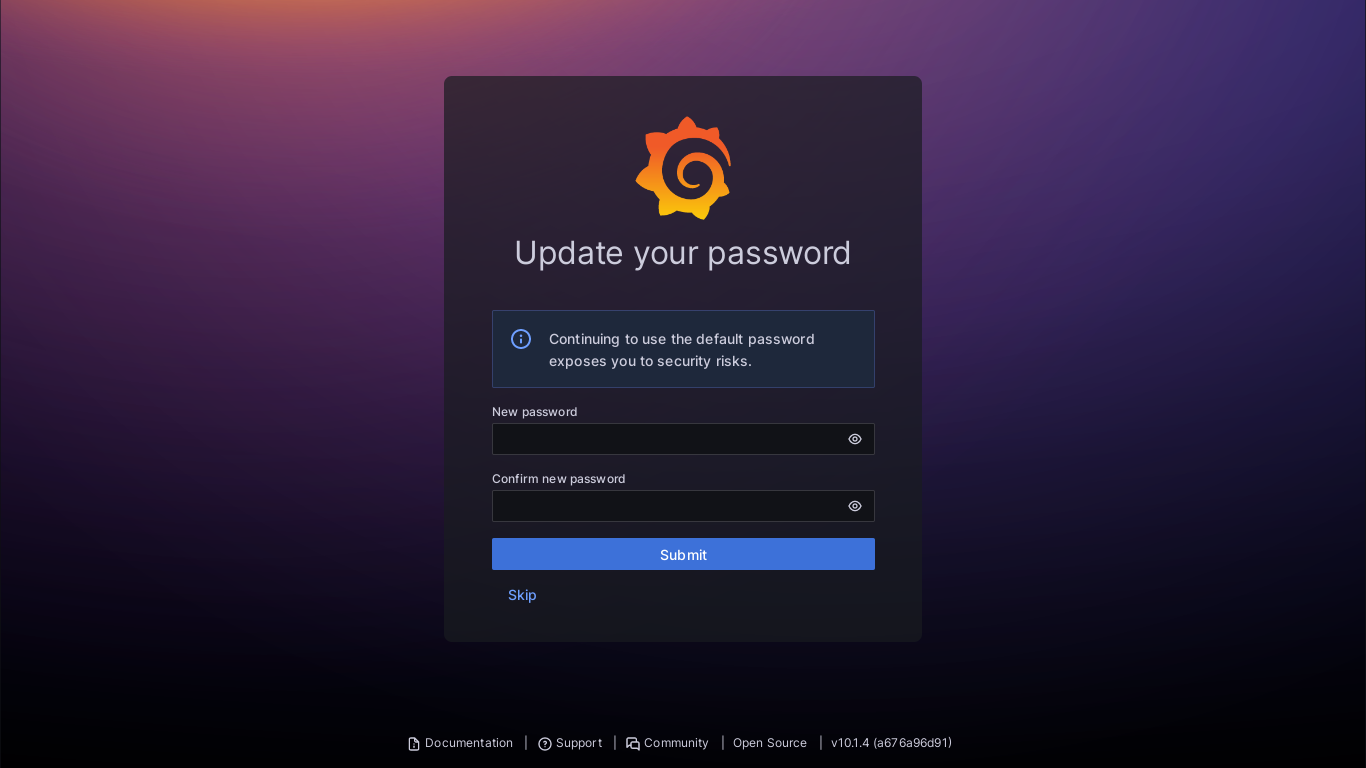 Update your password
Continuing to use the default password
exposes you to security risks.
New password
Confirm new password
Submit
Skip
Documentation | Support | Community | Open Source | v10.1.4 (a676a96d91)